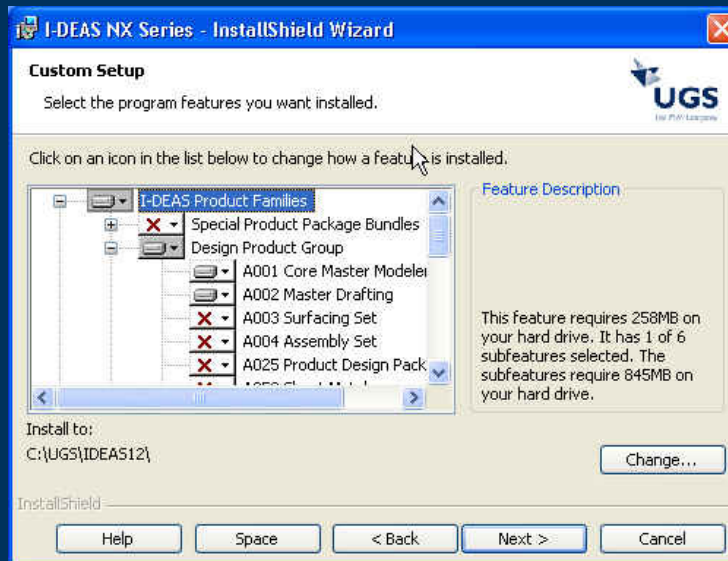 I-DEAS NX Series - InstallShield Wizard
Custom Setup
Select the program features you want installed.
UGS
The PLM Company
Click on an icon in the list below to change how a feature is installed.
I-DEAS Product Families
Special Product Package Bundles
Design Product Group
A001 Core Master Modeler
A002 Master Drafting
A003 Surfacing Set
A004 Assembly Set
A025 Product Design Pack
Feature Description
This feature requires 258MB on
your hard drive. It has 1 of 6
subfeatures selected. The
subfeatures require 845MB on
your hard drive.
Install to:
C:\UGS\IDEAS12\
Change...
InstallShield
Help
Space
< Back
Next >
Cancel